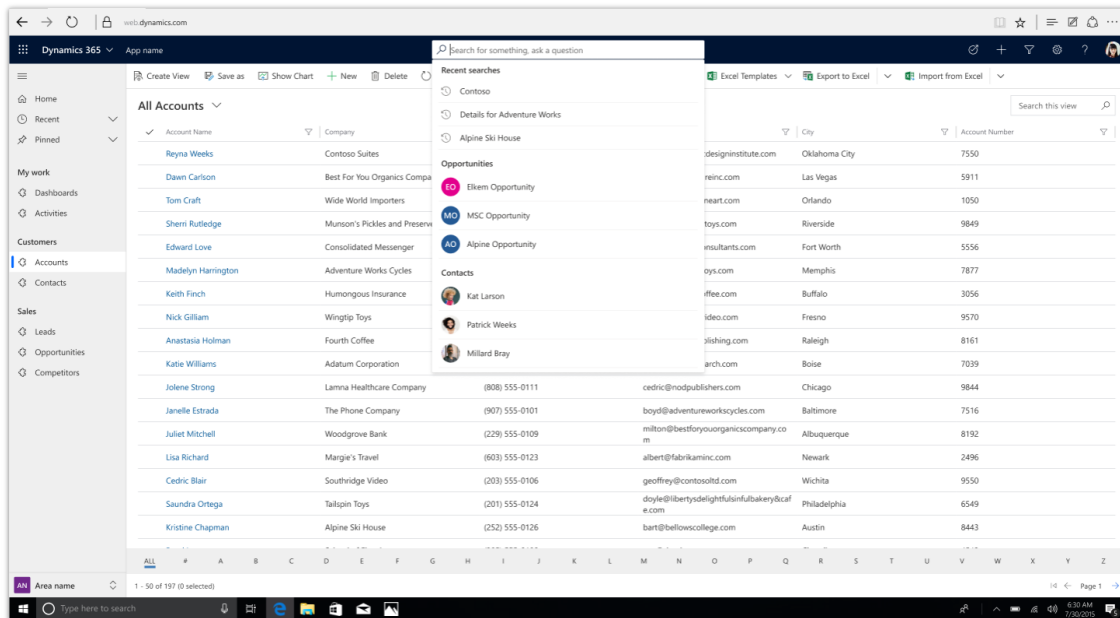 web.dynamics.com
Dynamics 365 App name
Search for something, ask a question
Create View Save as Show Chart + New Delete Excel Templates Export to Excel Import from Excel
Recent searches
Contoso
Details for Adventure Works
Alpine Ski House
Opportunities
EO Elkem Opportunity
MO MSC Opportunity
AO Alpine Opportunity
Contacts
Kat Larson
Patrick Weeks
Millard Bray
Home
Recent
Pinned
My work
Dashboards
Activities
Customers
Accounts
Contacts
Sales
Leads
Opportunities
Competitors
AN Area name
All Accounts
Search this view
Account Name Company City Account Number
Reyna Weeks Contoso Suites cdesigninstitute.com Oklahoma City 7550
Dawn Carlson Best For You Organics Compa reinc.com Las Vegas 5911
Tom Craft Wide World Importers neart.com Orlando 1050
Sherri Rutledge Munson's Pickles and Preserve toys.com Riverside 9849
Edward Love Consolidated Messenger onsultants.com Fort Worth 5556
Madelyn Harrington Adventure Works Cycles oys.com Memphis 7877
Keith Finch Humongous Insurance ffee.com Buffalo 3056
Nick Gilliam Wingtip Toys ideo.com Fresno 9570
Anastasia Holman Fourth Coffee blishing.com Raleigh 8161
Katie Williams Adatum Corporation arch.com Boise 7039
Jolene Strong Lamna Healthcare Company (808) 555-0111 cedric@nodpublishers.com Chicago 9844
Janelle Estrada The Phone Company (907) 555-0101 boyd@adventureworkscycles.com Baltimore 7516
Juliet Mitchell Woodgrove Bank (229) 555-0109 milton@bestforyouorganicscompany.co
m Albuquerque 8192
Lisa Richard Margie's Travel (603) 555-0123 albert@fabrikaminc.com Newark 2496
Cedric Blair Southridge Video (203) 555-0106 geoffrey@contosoltd.com Wichita 9550
Saundra Ortega Tailspin Toys (201) 555-0124 doyle@libertysdelightfulsinfulbakery&caf
e.com Philadelphia 6549
Kristine Chapman Alpine Ski House (252) 555-0126 bart@bellowscollege.com Austin 8443
ALL # A B C D E F G H I J K L M N O P Q R S T U V W X Y Z
1 - 50 of 197 (0 selected) Page 1
Type here to search
6:30 AM
7/30/2015